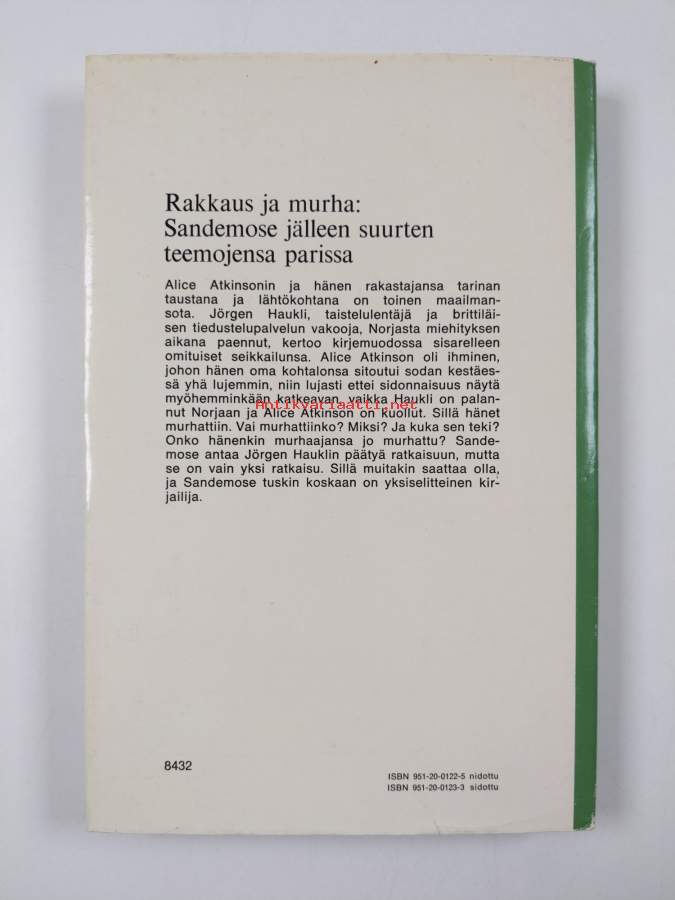 Rakkaus ja murha:
Sandemose jälleen suurten
teemojensa parissa
Alice Atkinsonin ja hänen rakastajansa tarinan
taustana ja lähtökohtana on toinen maailman-
sota. Jörgen Haukli, taistelulentäjä ja brittiläi-
sen tiedustelupalvelun vakooja, Norjasta miehityksen
aikana paennut, kertoo kirjemuodossa sisarelleen
omituiset seikkailunsa. Alice Atkinson oli ihminen,
johon hänen oma kohtalonsa sitoutui sodan kestäes-
sä yhä lujemmin, niin lujasti ettei sidonnaisuus näytä
myöhemminkään katkeavan, vaikka Haukli on palan-
Antikvariaatti.net
nut Norjaan ja Alice Atkinson on kuollut. Sillä hänet
murhattiin. Vai murhattiinko? Miksi? Ja kuka sen teki?
Onko hänenkin murhaajansa jo murhattu? Sande-
mose antaa Jörgen Hauklin päätyä ratkaisuun, mutta
se on vain yksi ratkaisu. Sillä muitakin saattaa olla,
ja Sandemose tuskin koskaan on yksiselitteinen kir-
jailija.
8432
ISBN 951-20-0122-5 nidottu
ISBN 951-20-0123-3 sidottu